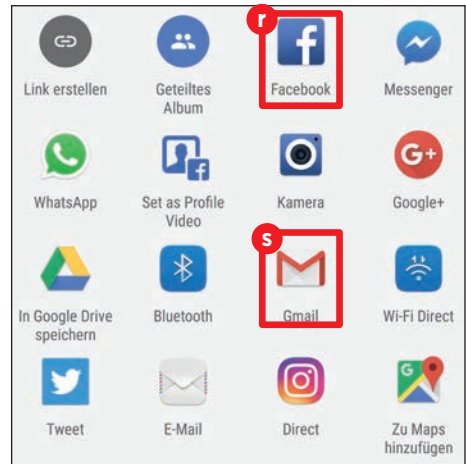 r
Link erstellen
Geteiltes
Album
Facebook
Messenger
G+
WhatsApp
Set as Profile
Video
Kamera
Google+
s
In Google Drive
speichern
Bluetooth
Gmail
Wi-Fi Direct
G
Tweet
E-Mail
Direct
Zu Maps
hinzufügen